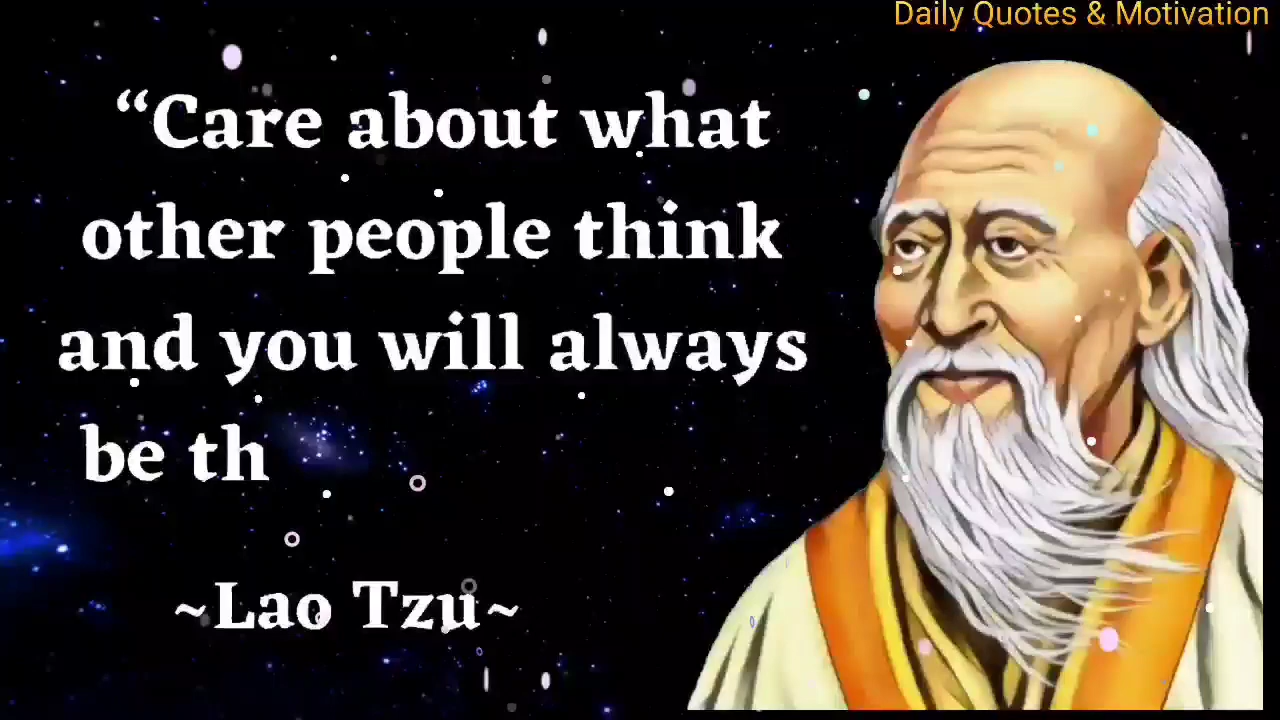 Daily Quotes & Motivation
“Care about what
other people think
and you will always
be th
~Lao Tzu~